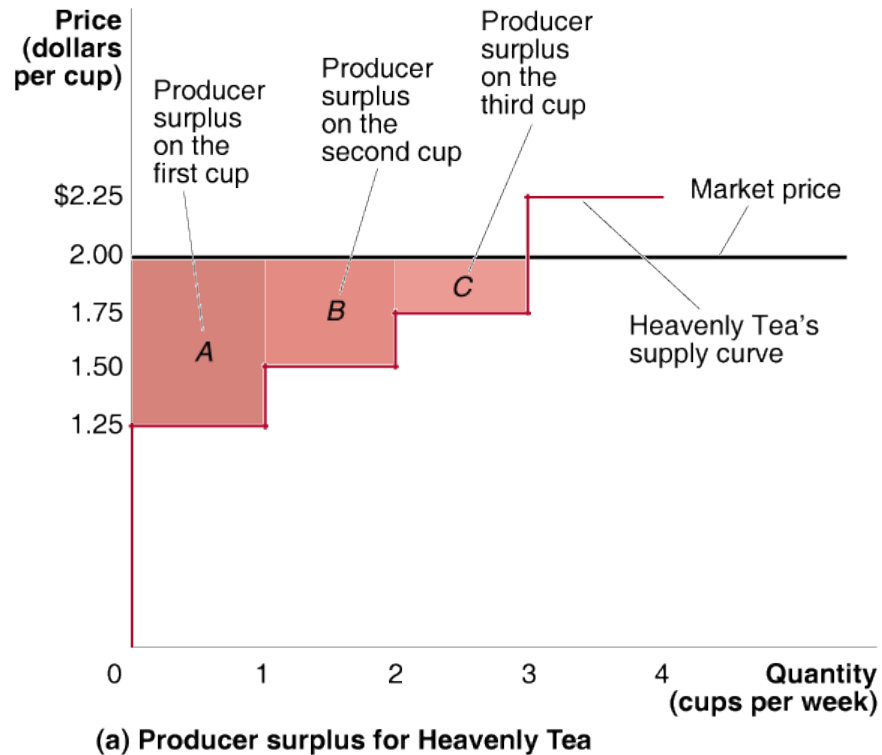 Price
(dollars
per cup)
Producer
surplus
on the
first cup
Producer
surplus
on the
second cup
Producer
surplus
on the
third cup
$2.25
2.00
1.75
1.50
1.25
Market price
A
B
C
Heavenly Tea's
supply curve
0
1
2
3
4
Quantity
(cups per week)
(a) Producer surplus for Heavenly Tea